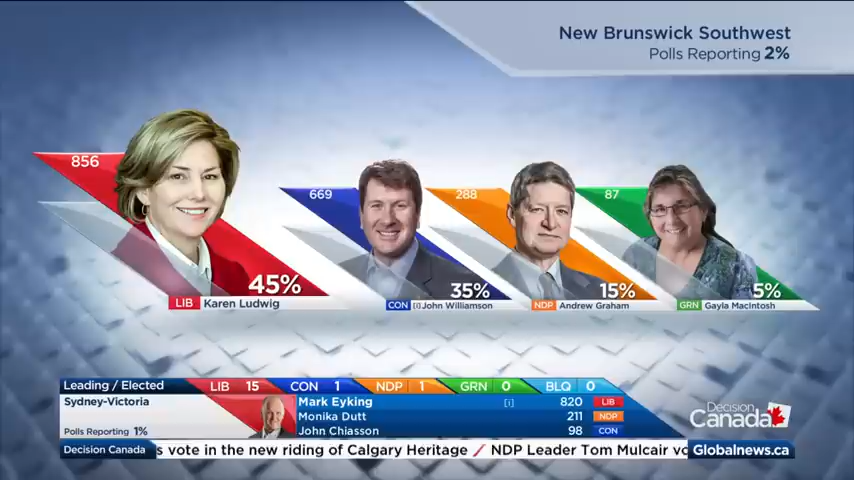 New Brunswick Southwest
Polls Reporting 2%
856
669
288
87
45%
35%
15%
5%
LIB Karen Ludwig
CON [i] John Williamson
NDP Andrew Graham
GRN Gayla MacIntosh
Leading / Elected LIB 15 CON 1 NDP 1 GRN 0 BLQ 0
Sydney-Victoria
Polls Reporting 1%
Mark Eyking [i] 820 LIB
Monika Dutt 211 NDP
John Chiasson 98 CON
Decision Canada
Decision Canada s vote in the new riding of Calgary Heritage / NDP Leader Tom Mulcair vo
Globalnews.ca